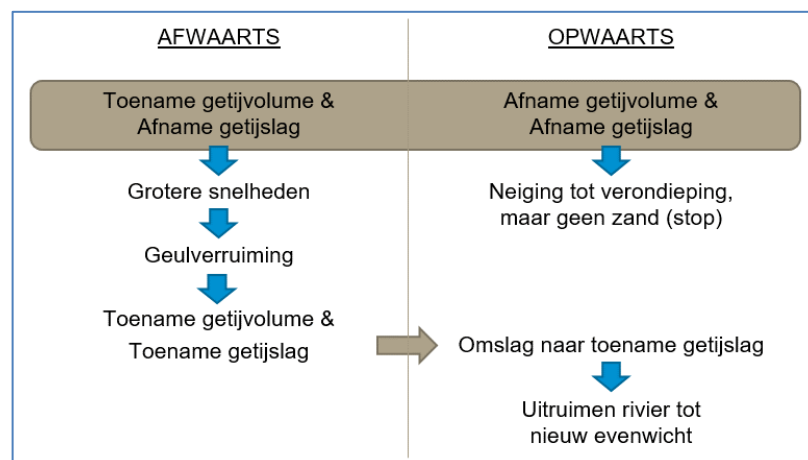 AFWAARTS
Toename getijvolume &
Afname getijslag
Grotere snelheden
Geulverruiming
Toename getijvolume &
Toename getijslag
OPWAARTS
Afname getijvolume &
Afname getijslag
Neiging tot verondieping,
maar geen zand (stop)
Omslag naar toename getijslag
Uitruimen rivier tot
nieuw evenwicht